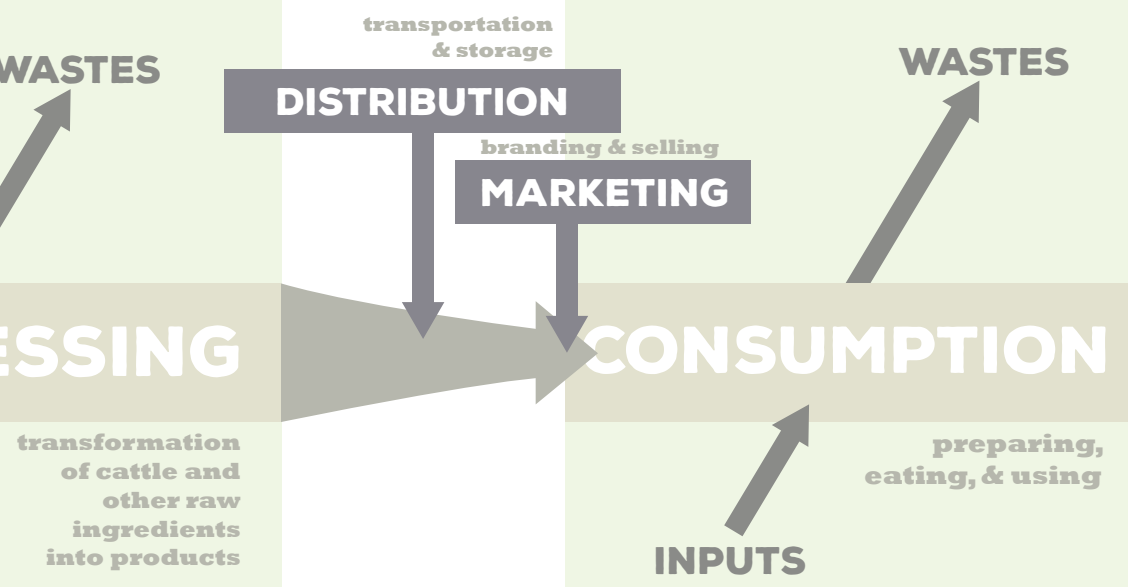 transportation
& storage
WASTES
WASTES
DISTRIBUTION
branding & selling
MARKETING
ESSING
CONSUMPTION
transformation
of cattle and
other raw
ingredients
into products
preparing,
eating, & using
INPUTS